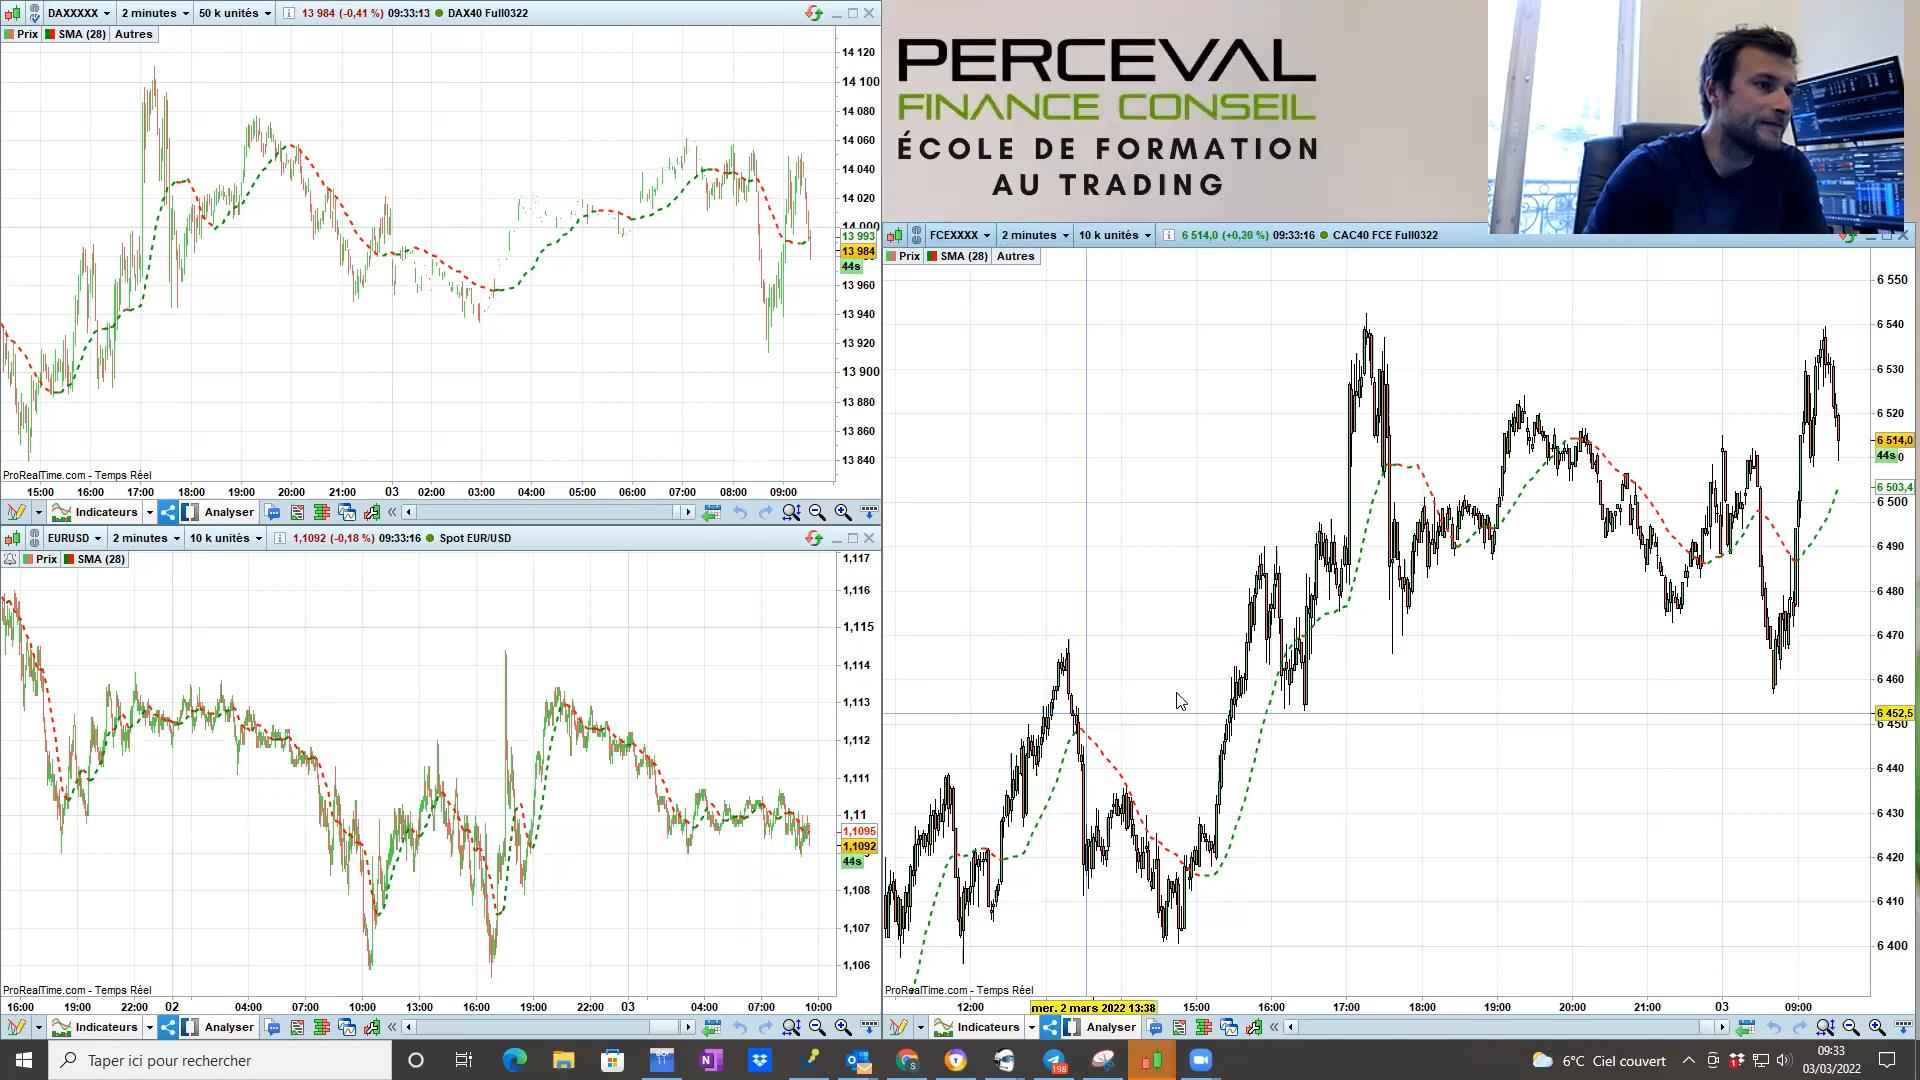 DAXXXXX 2 minutes 50 k unités 13 984 (-0,41 %) 09:33:13 DAX40 Full0322
Prix SMA (28) Autres
14 120
14 100
14 080
14 060
14 040
14 020
14 000
13 993
13 984
44s
13 960
13 940
13 920
13 900
13 880
13 860
13 840
ProRealTime.com - Temps Réel
15:00 16:00 17:00 18:00 19:00 20:00 21:00 03 02:00 03:00 04:00 05:00 06:00 07:00 08:00 09:00
Indicateurs Analyser
EURUSD 2 minutes 10 k unités 1,1092 (-0,18 %) 09:33:16 Spot EUR/USD
Prix SMA (28)
1,117
1,116
1,115
1,114
1,113
1,112
1,111
1,11
1,1095
1,1092
44s
1,108
1,107
1,106
ProRealTime.com - Temps Réel
16:00 19:00 22:00 02 04:00 07:00 10:00 13:00 16:00 19:00 22:00 03 04:00 07:00 10:00
Indicateurs Analyser
PERCEVAL
FINANCE CONSEIL
ÉCOLE DE FORMATION
AU TRADING
FCEXXXX 2 minutes 10 k unités 6 514,0 (+0,20 %) 09:33:16 CAC40 FCE Full0322
Prix SMA (28) Autres
6 550
6 540
6 530
6 520
6 514,0
44s
6 503,4
6 500
6 490
6 480
6 470
6 460
6 452,5
6 450
6 440
6 430
6 420
6 410
6 400
ProRealTime.com - Temps Réel
12:00 mer. 2 mars 2022 13:38 15:00 16:00 17:00 18:00 19:00 20:00 21:00 03 09:00
Indicateurs Analyser
Taper ici pour rechercher
198
6°C Ciel couvert
09:33
03/03/2022